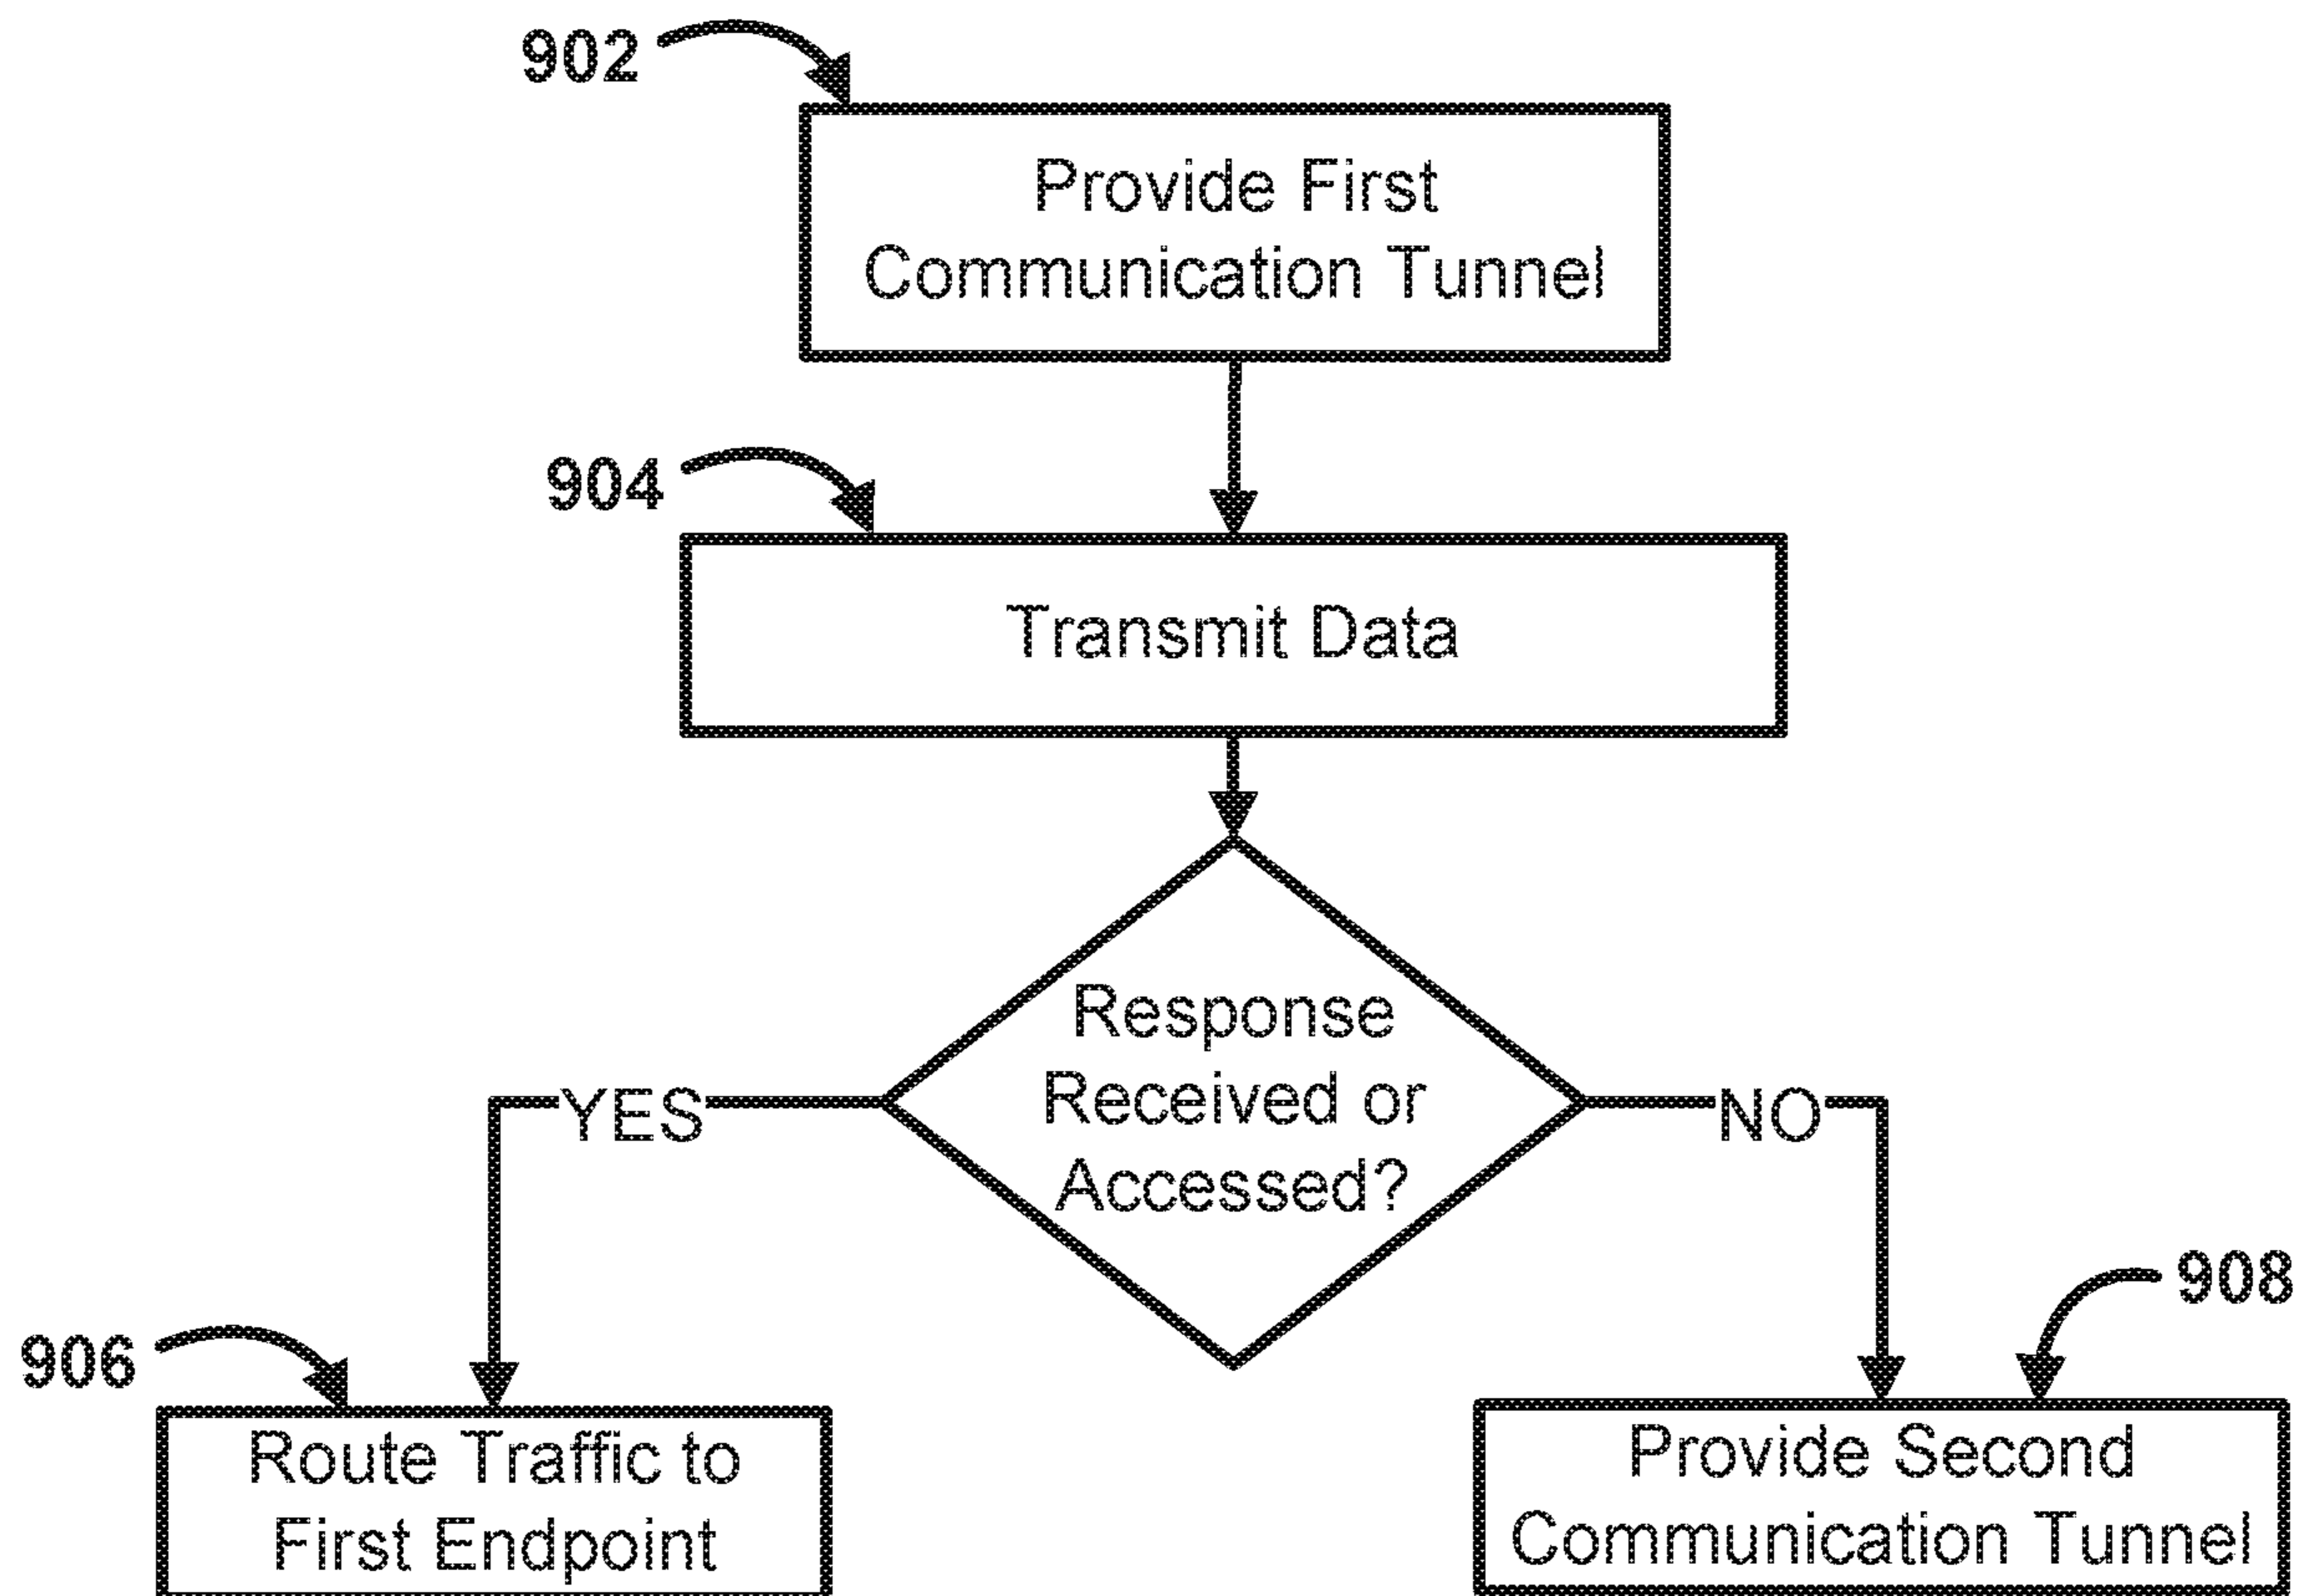 902
Provide First
Communication Tunnel
904
Transmit Data
Response
Received or
Accessed?
YES
NO
906
Route Traffic to
First Endpoint
908
Provide Second
Communication Tunnel